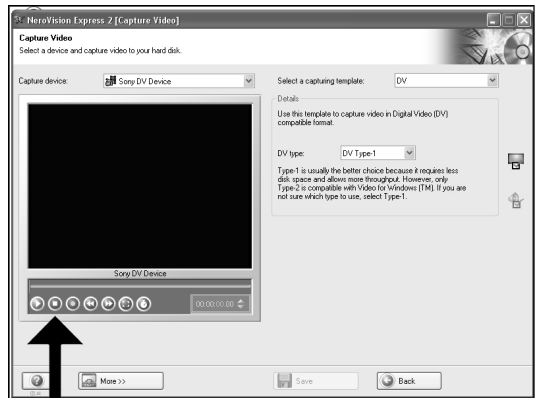 NeroVision Express 2 [Capture Video]
Capture Video
Select a device and capture video to your hard disk.
Capture device:
Sony DV Device
Select a capturing template:
DV
Details
Use this template to capture video in Digital Video (DV)
compatible format.
DV type:
DV Type-1
Type-1 is usually the better choice because it requires less
disk space and allows more throughput. However, only
Type-2 is compatible with Video for Windows (TM). If you are
not sure which type to use, select Type-1.
Sony DV Device
00:00:00.00
More >>
Save
Back